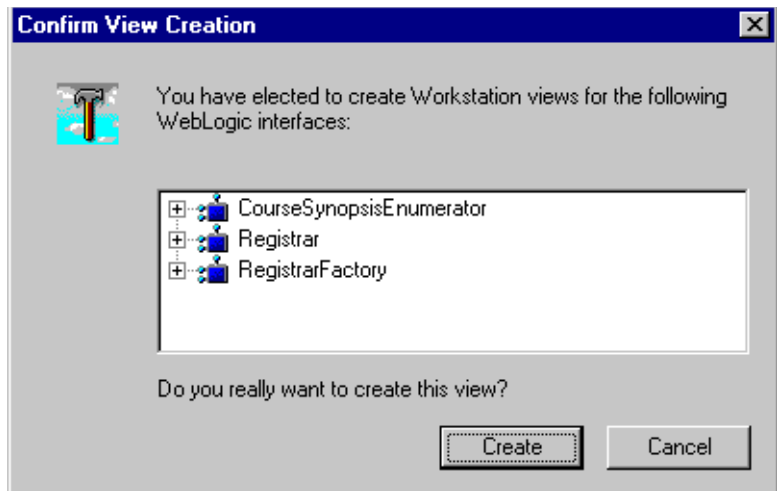 Confirm View Creation
You have elected to create Workstation views for the following
WebLogic interfaces:
CourseSynopsisEnumerator
Registrar
RegistrarFactory
Do you really want to create this view?
Create Cancel